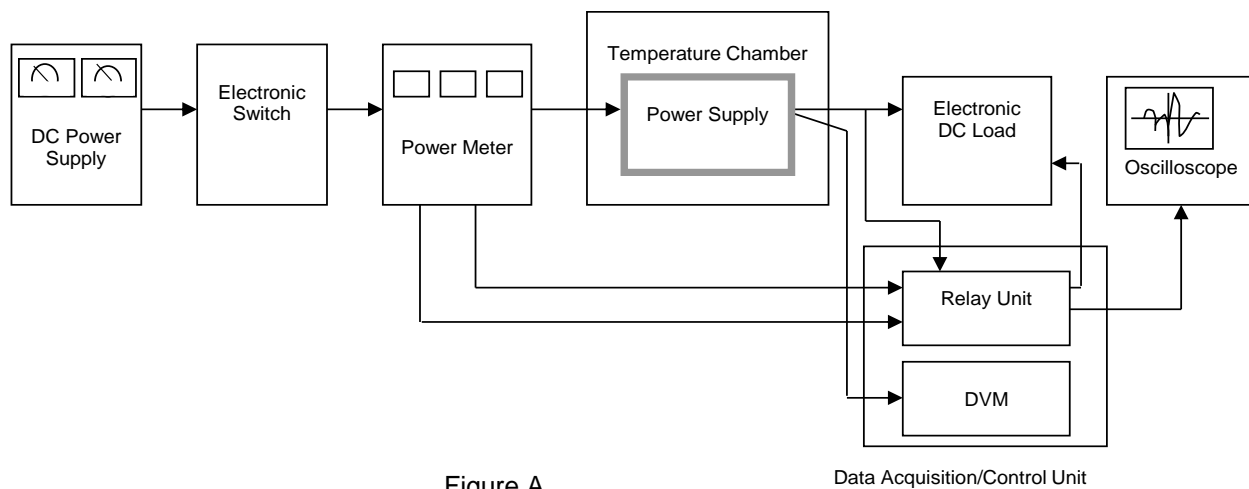 DC Power
Supply
Electronic
Switch
Power Meter
Temperature Chamber
Power Supply
Electronic
DC Load
Oscilloscope
Relay Unit
DVM
Figure A
Data Acquisition/Control Unit